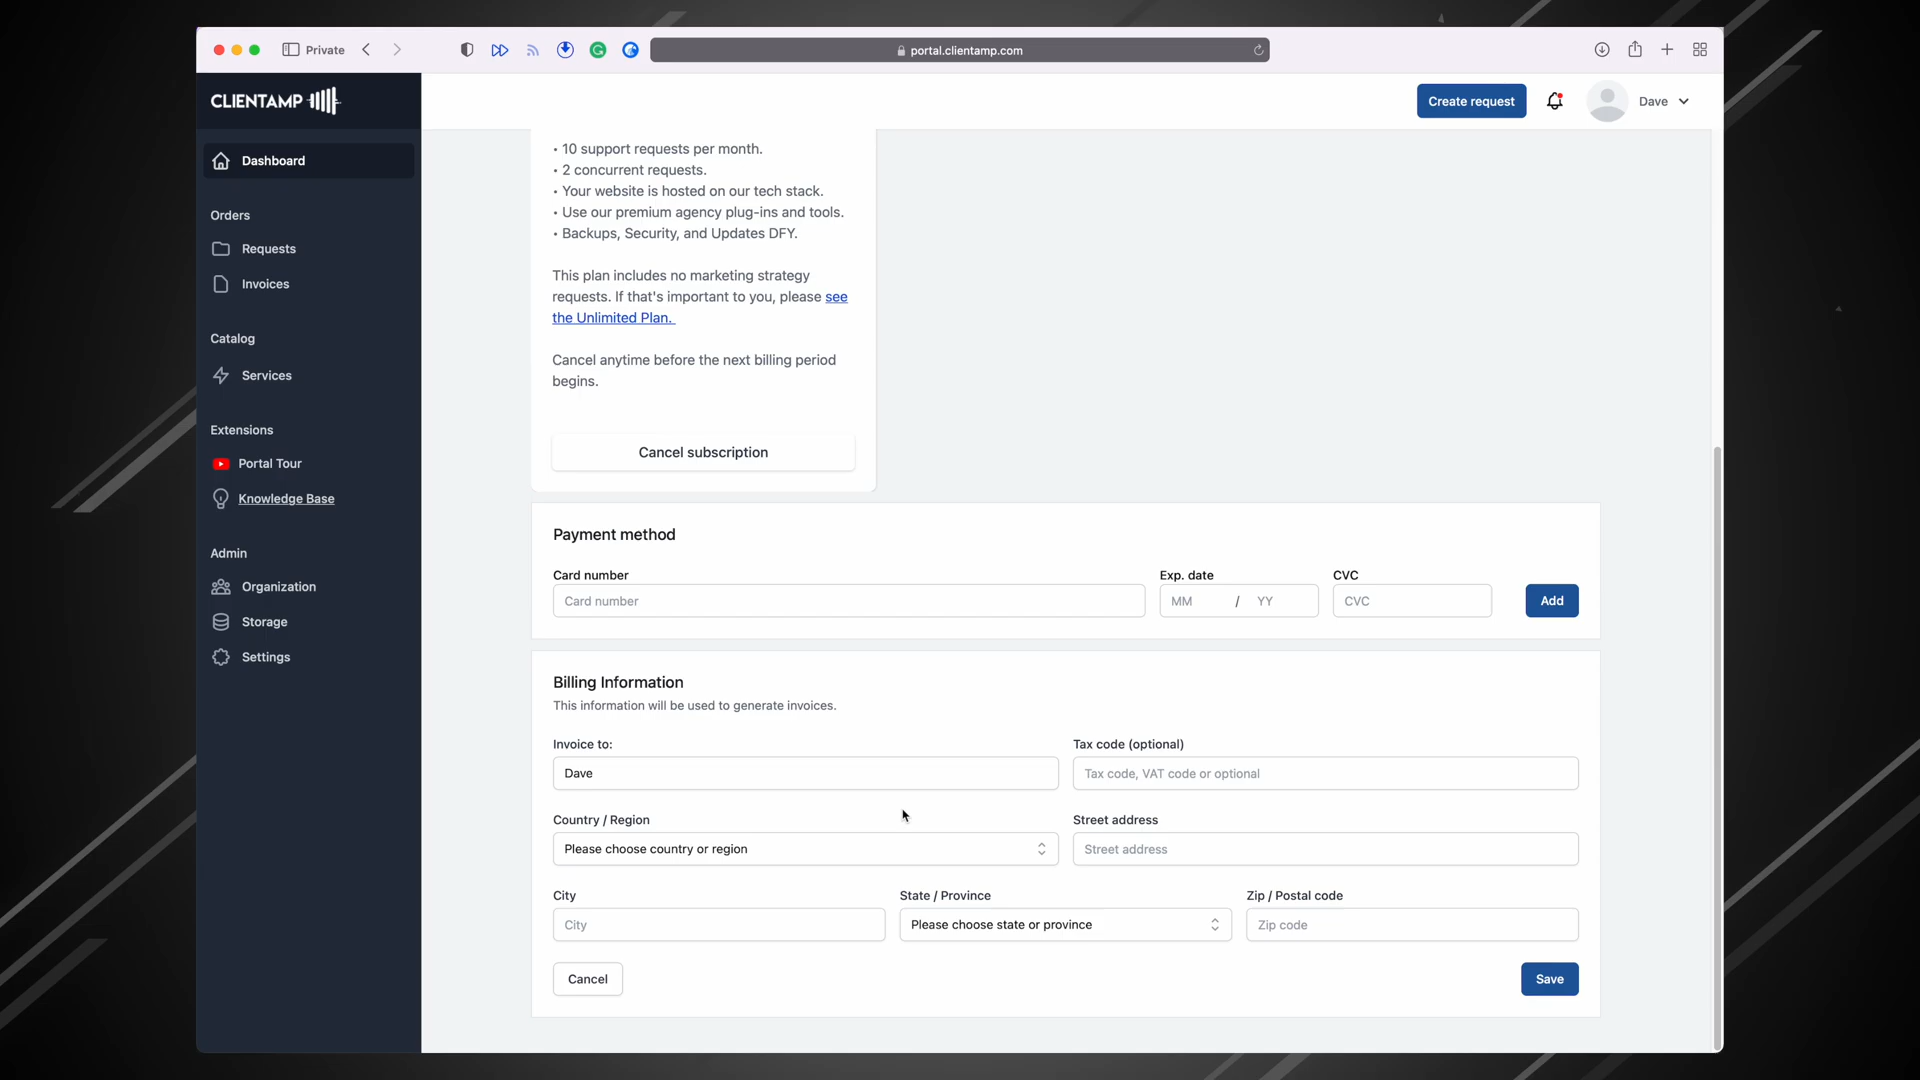 Private
portal.clientamp.com
CLIENTAMP
Create request
Dave
Dashboard
Orders
Requests
Invoices
Catalog
Services
Extensions
Portal Tour
Knowledge Base
Admin
Organization
Storage
Settings
• 10 support requests per month.
• 2 concurrent requests.
• Your website is hosted on our tech stack.
• Use our premium agency plug-ins and tools.
• Backups, Security, and Updates DFY.
This plan includes no marketing strategy
requests. If that's important to you, please see
the Unlimited Plan.
Cancel anytime before the next billing period
begins.
Cancel subscription
Payment method
Card number
Exp. date
CVC
Card number
MM / YY
CVC
Add
Billing Information
This information will be used to generate invoices.
Invoice to:
Tax code (optional)
Dave
Tax code, VAT code or optional
Country / Region
Street address
Please choose country or region
Street address
City
State / Province
Zip / Postal code
City
Please choose state or province
Zip code
Cancel
Save